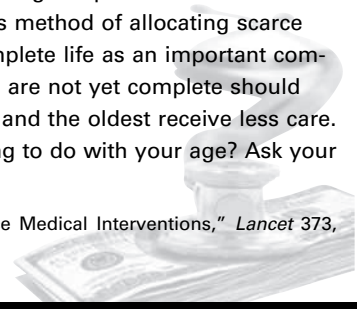 s method of allocating scarce
mplete life as an important com-
are not yet complete should
and the oldest receive less care.
ng to do with your age? Ask your
e Medical Interventions," Lancet 373,